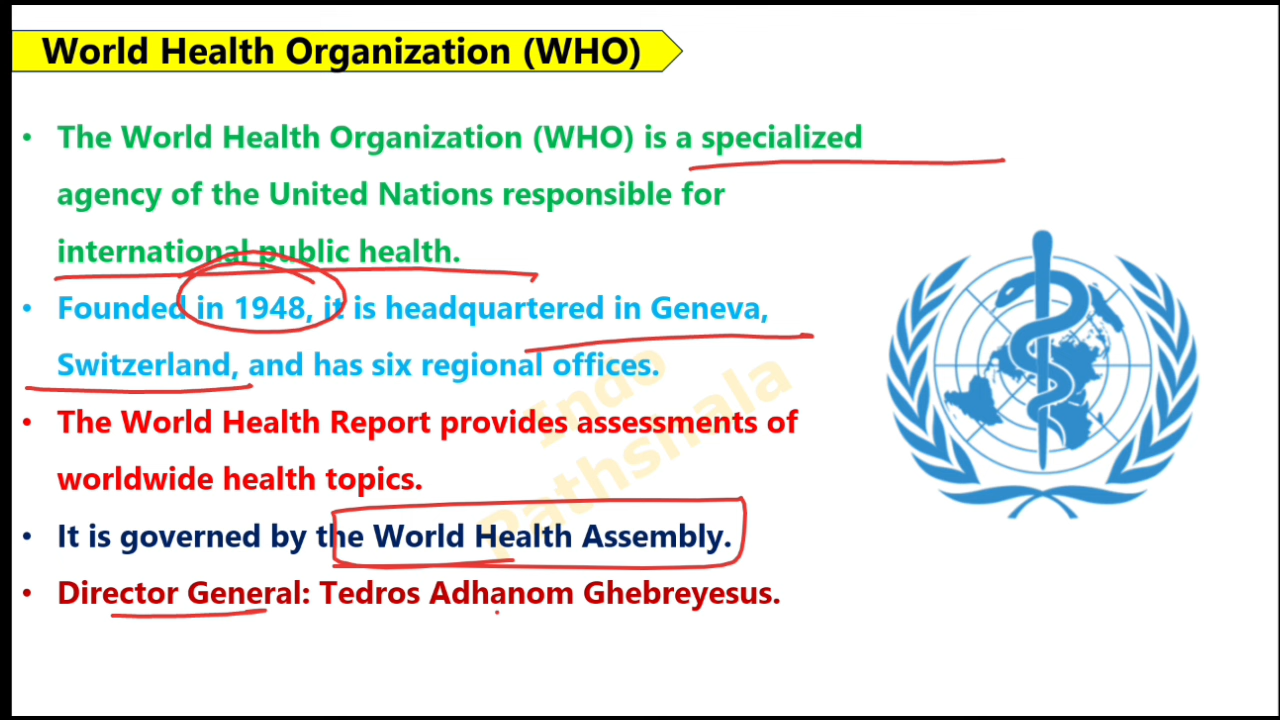 World Health Organization (WHO)
• The World Health Organization (WHO) is a specialized
agency of the United Nations responsible for
international public health.
• Founded in 1948, it is headquartered in Geneva,
Switzerland, and has six regional offices.
• The World Health Report provides assessments of
worldwide health topics.
• It is governed by the World Health Assembly.
• Director General: Tedros Adhanom Ghebreyesus.
Indo
Pathshala